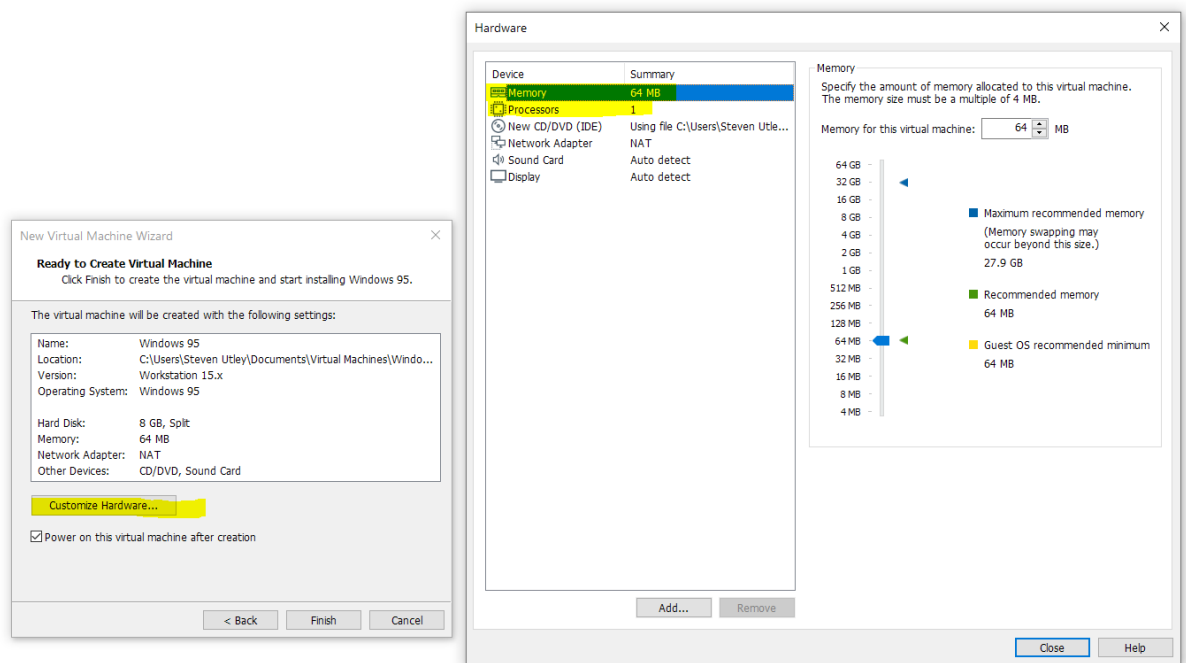 New Virtual Machine Wizard
Ready to Create Virtual Machine
Click Finish to create the virtual machine and start installing Windows 95.
The virtual machine will be created with the following settings:
Name: Windows 95
Location: C:\Users\Steven Utley\Documents\Virtual Machines\Windo...
Version: Workstation 15.x
Operating System: Windows 95
Hard Disk: 8 GB, Split
Memory: 64 MB
Network Adapter: NAT
Other Devices: CD/DVD, Sound Card
Customize Hardware...
Power on this virtual machine after creation
< Back Finish Cancel
Hardware
Device Summary
Memory 64 MB
Processors 1
New CD/DVD (IDE) Using file C:\Users\Steven Utle...
Network Adapter NAT
Sound Card Auto detect
Display Auto detect
Add... Remove
Memory
Specify the amount of memory allocated to this virtual machine.
The memory size must be a multiple of 4 MB.
Memory for this virtual machine: 64 MB
64 GB
32 GB
16 GB
8 GB
4 GB
2 GB
1 GB
512 MB
256 MB
128 MB
64 MB
32 MB
16 MB
8 MB
4 MB
Maximum recommended memory
(Memory swapping may
occur beyond this size.)
27.9 GB
Recommended memory
64 MB
Guest OS recommended minimum
64 MB
Close Help